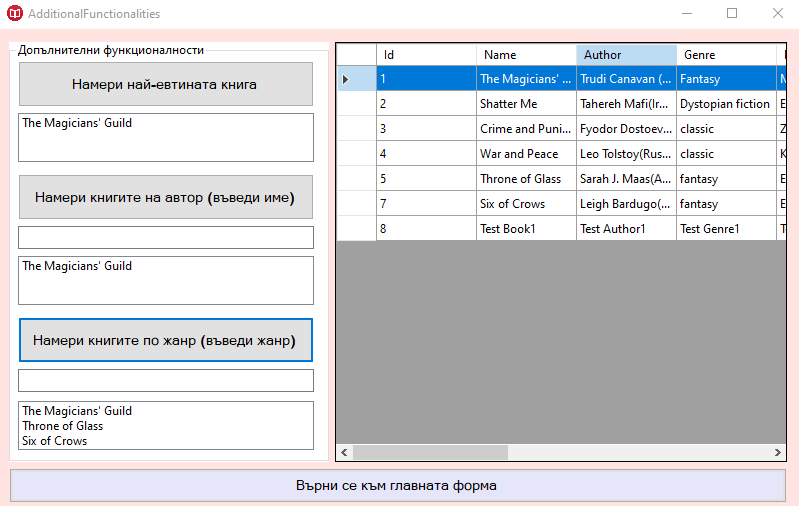 AdditionalFunctionalities
Допълнителни функционалности
Намери най-евтината книга
The Magicians' Guild
Намери книгите на автор (въведи име)
The Magicians' Guild
Намери книгите по жанр (въведи жанр)
The Magicians' Guild
Throne of Glass
Six of Crows
Id Name Author Genre
1 The Magicians' ... Trudi Canavan (... Fantasy
2 Shatter Me Tahereh Mafi(Ir... Dystopian fiction E
3 Crime and Puni... Fyodor Dostoev... classic Z
4 War and Peace Leo Tolstoy(Rus... classic K
5 Throne of Glass Sarah J. Maas(A... fantasy E
7 Six of Crows Leigh Bardugo(... fantasy E
8 Test Book1 Test Author1 Test Genre1 T
Върни се към главната форма